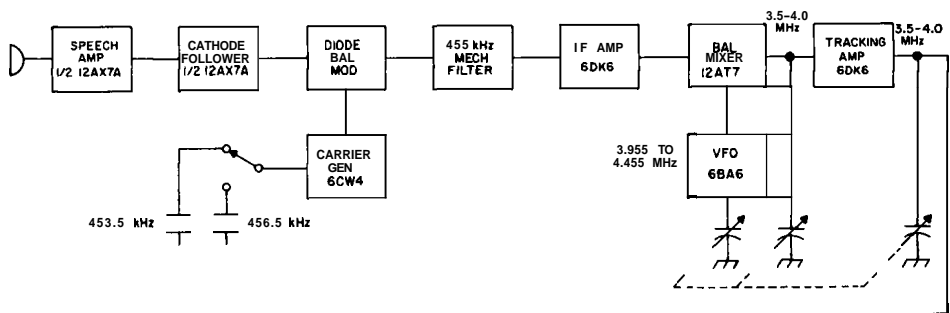 SPEECH
AMP
1/2 12AX7A
CATHODE
FOLLOWER
1/2 12AX7A
DIODE
BAL
MOD
455 kHz
MECH
FILTER
IF AMP
6DK6
BAL
MIXER
12AT7
3.5-4.0
MHz
TRACKING
AMP
6DK6
3.5-4.0
MHz
CARRIER
GEN
6CW4
3.955 TO
4.455 MHz
VFO
6BA6
453.5 kHz
456.5 kHz